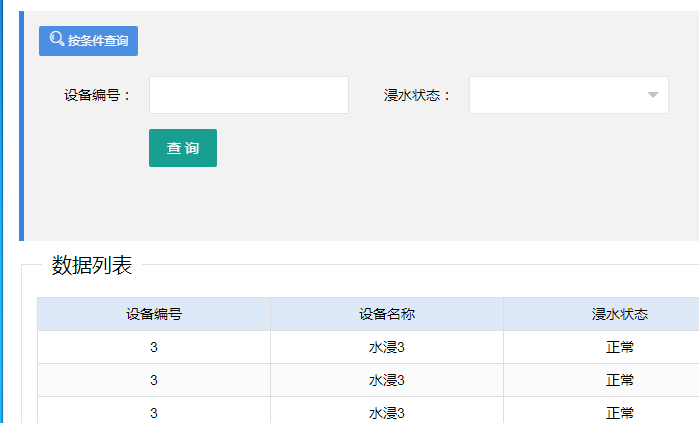 按条件查询
设备编号： 浸水状态：
查 询
数据列表
设备编号 设备名称 浸水状态
3 水浸3 正常
3 水浸3 正常
3 水浸3 正常